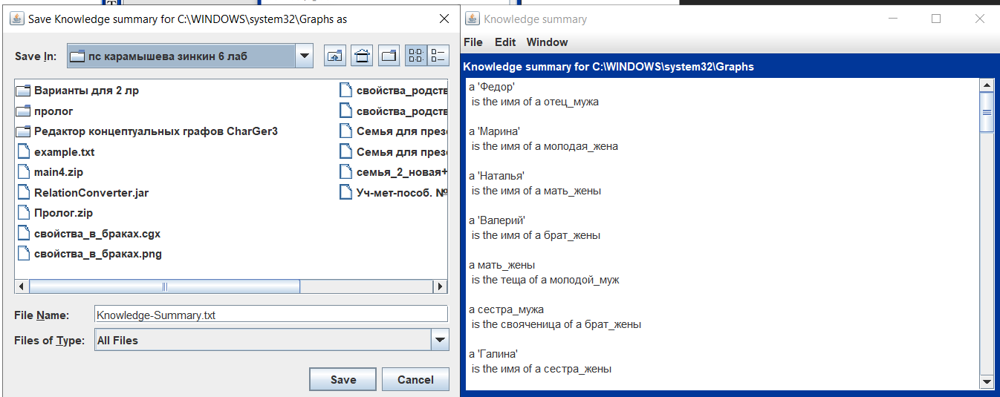 Save Knowledge summary for C:\WINDOWS\system32\Graphs as
Save In:
пс карамышева зинкин 6 лаб
Варианты для 2 лр
пролог
Редактор концептуальных графов CharGer3
example.txt
main4.zip
RelationConverter.jar
Пролог.zip
свойства_в_браках.cgx
свойства_в_браках.png
свойства_родств
свойства_родств
Семья для през
Семья для през
семья_2_новая+
Уч-мет-пособ. №
File Name:
Knowledge-Summary.txt
Files of Type:
All Files
Save
Cancel
Knowledge summary
File Edit Window
Knowledge summary for C:\WINDOWS\system32\Graphs
a 'Федор'
is the имя of a отец_мужа
a 'Марина'
is the имя of a молодая_жена
a 'Наталья'
is the имя of a мать_жены
a 'Валерий'
is the имя of a брат_жены
a мать_жены
is the теща of a молодой_муж
a сестра_мужа
is the свояченица of a брат_жены
a 'Галина'
is the имя of a сестра_жены